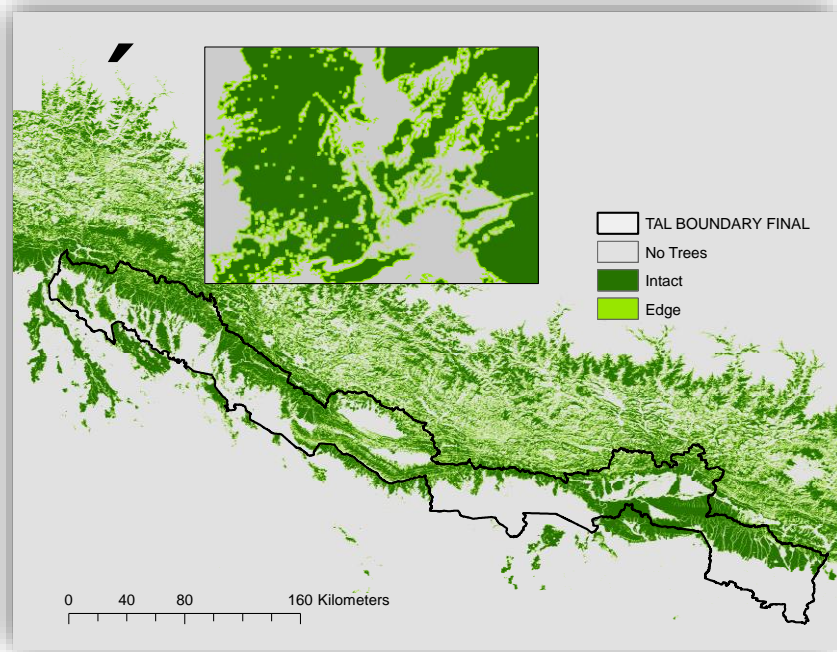 TAL BOUNDARY FINAL
No Trees
Intact
Edge
0 40 80 160 Kilometers